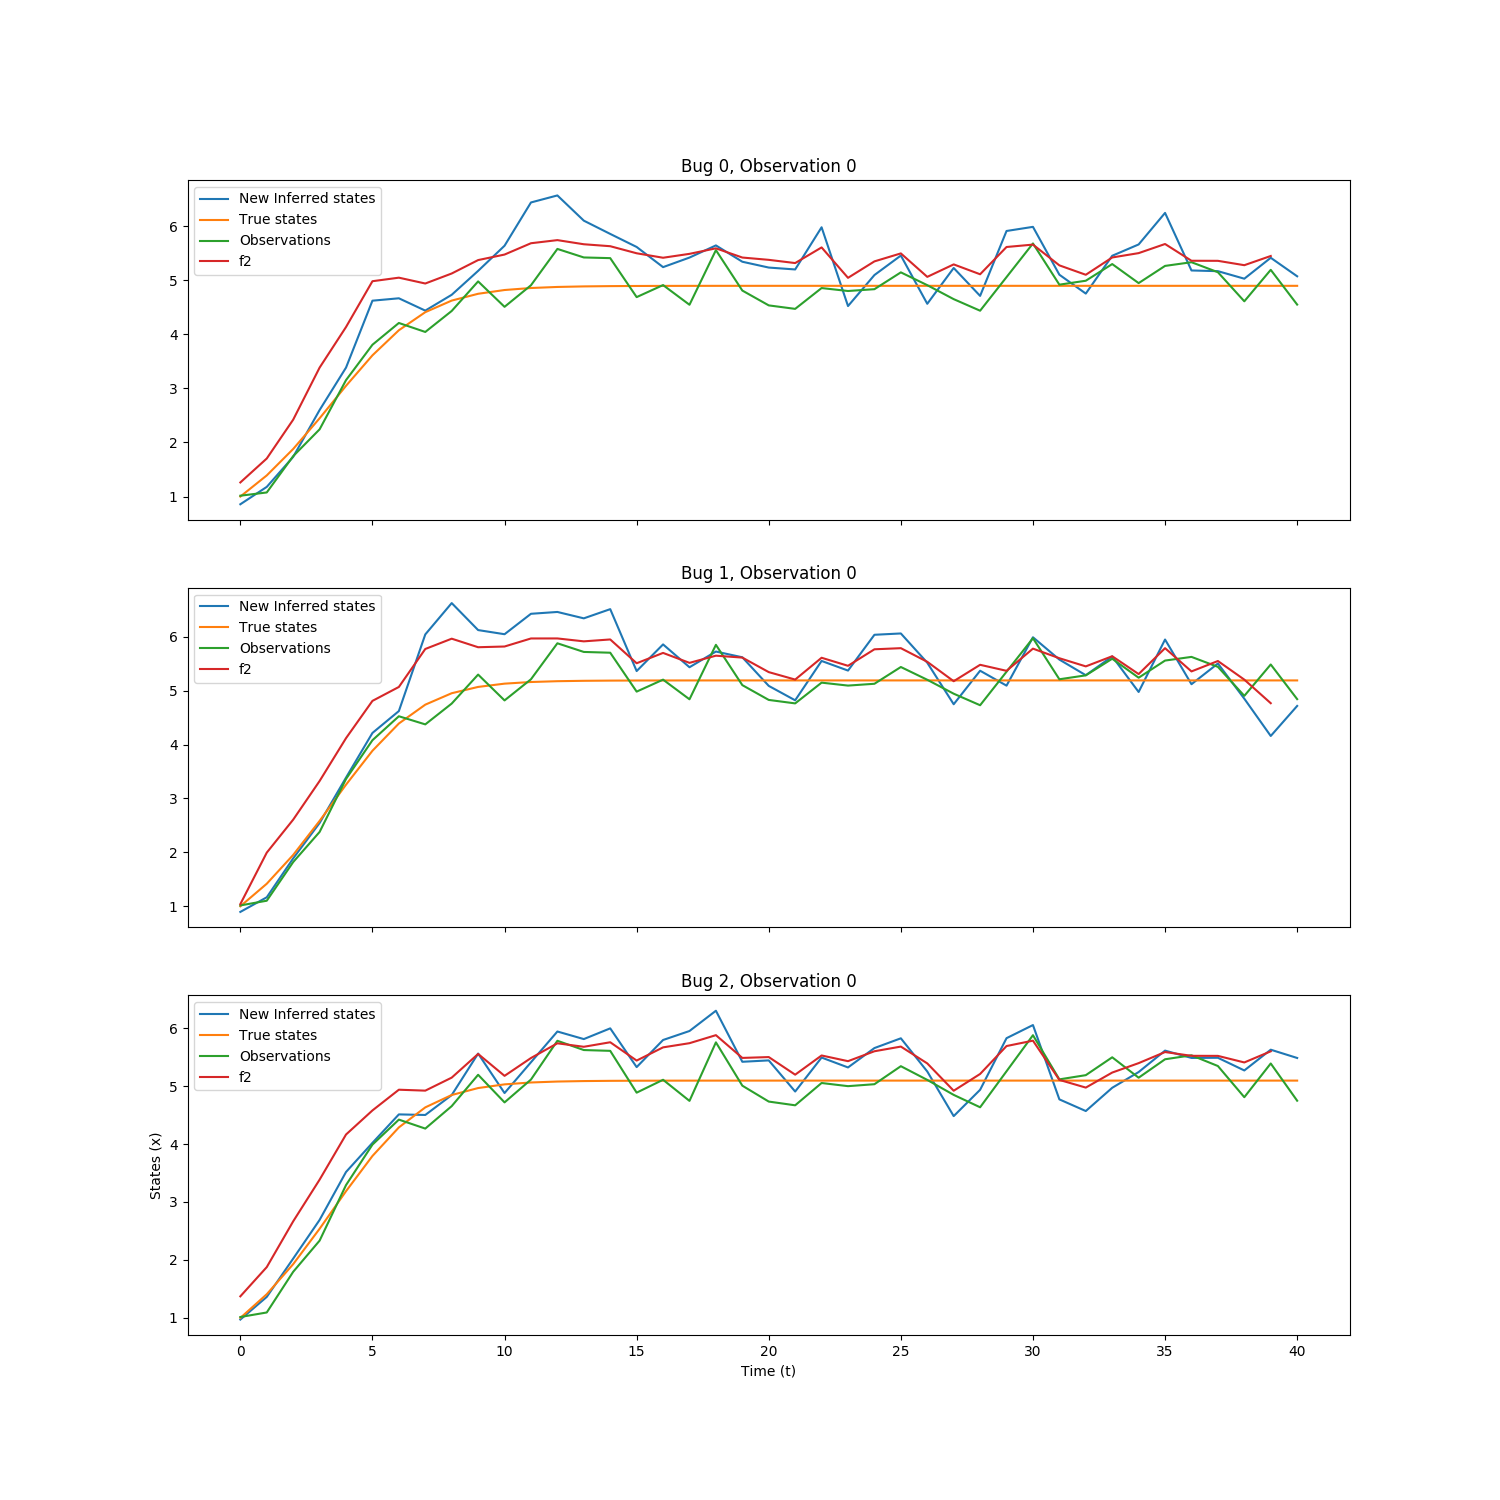 Bug 0, Observation 0
New Inferred states
True states
Observations
f2
6
5
4
3
2
1
Bug 1, Observation 0
New Inferred states
True states
Observations
f2
6
5
4
3
2
1
Bug 2, Observation 0
New Inferred states
True states
Observations
f2
6
5
4
3
2
1
States (x)
0 5 10 15 20 25 30 35 40
Time (t)